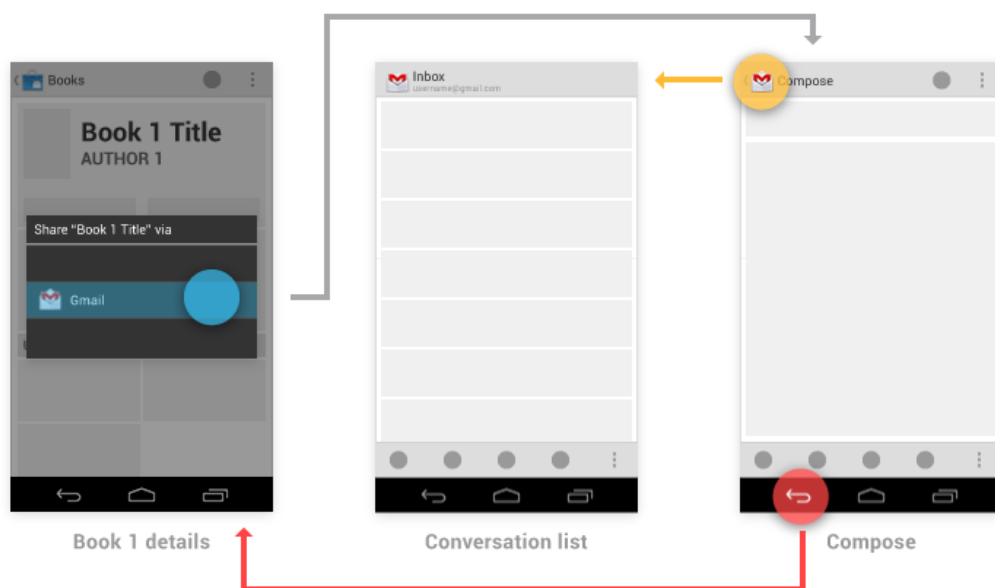 Books
Book 1 Title
AUTHOR 1
Share "Book 1 Title" via
Gmail
Book 1 details
Inbox
username@gmail.com
Conversation list
Compose
Compose